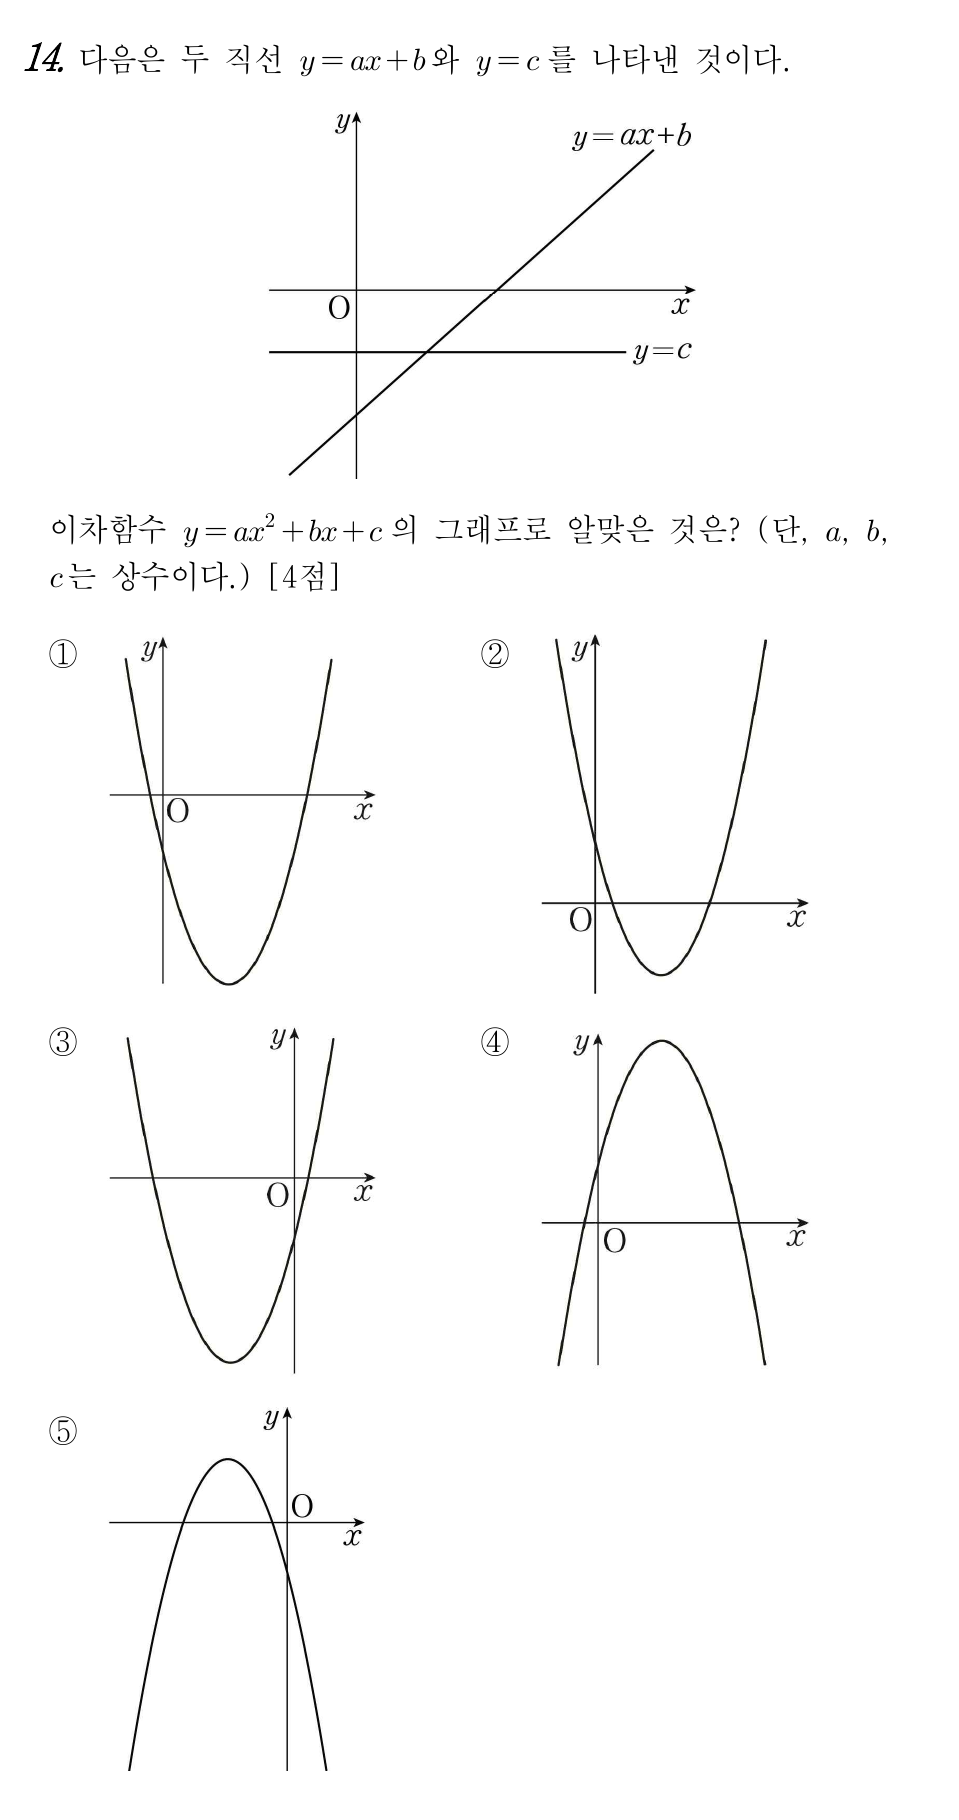 14. 다음은 두 직선 y=ax+b와 y=c를 나타낸 것이다.
y
y=ax+b
O
x
y=c
이차함수 y=ax²+bx+c의 그래프로 알맞은 것은? (단, a, b,
c는 상수이다.) [4점]
①
y
O
x
②
y
O
x
③
y
O
x
④
y
O
x
⑤
y
O
x